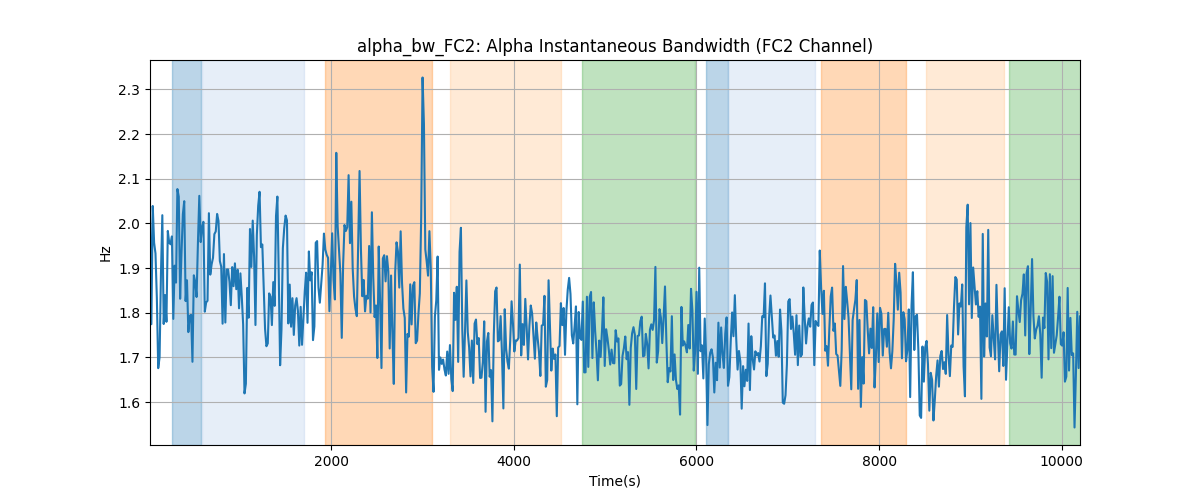 alpha_bw_FC2: Alpha Instantaneous Bandwidth (FC2 Channel)
2.3
2.2
2.1
2.0
1.9
1.8
1.7
1.6
Hz
2000 4000 6000 8000 10000
Time(s)